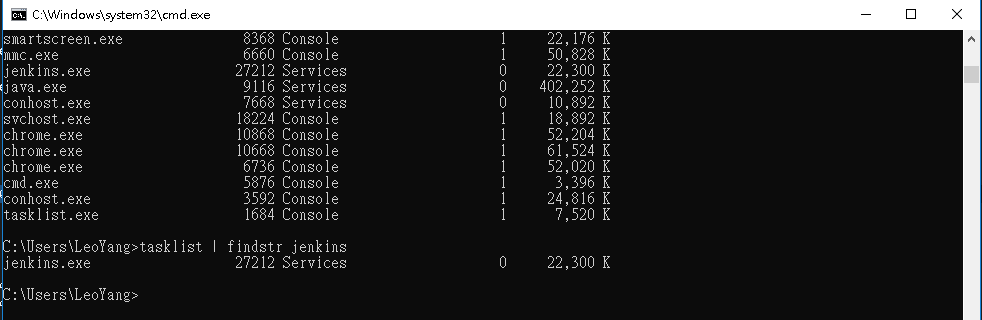 C:\Windows\system32\cmd.exe
smartscreen.exe 8368 Console 1 22,176 K
mmc.exe 6660 Console 1 50,828 K
jenkins.exe 27212 Services 0 22,300 K
java.exe 9116 Services 0 402,252 K
conhost.exe 7668 Services 0 10,892 K
svchost.exe 18224 Console 1 18,892 K
chrome.exe 10868 Console 1 52,204 K
chrome.exe 10668 Console 1 61,524 K
chrome.exe 6736 Console 1 52,020 K
cmd.exe 5876 Console 1 3,396 K
conhost.exe 3592 Console 1 24,816 K
tasklist.exe 1684 Console 1 7,520 K
C:\Users\LeoYang>tasklist | findstr jenkins
jenkins.exe 27212 Services 0 22,300 K
C:\Users\LeoYang>